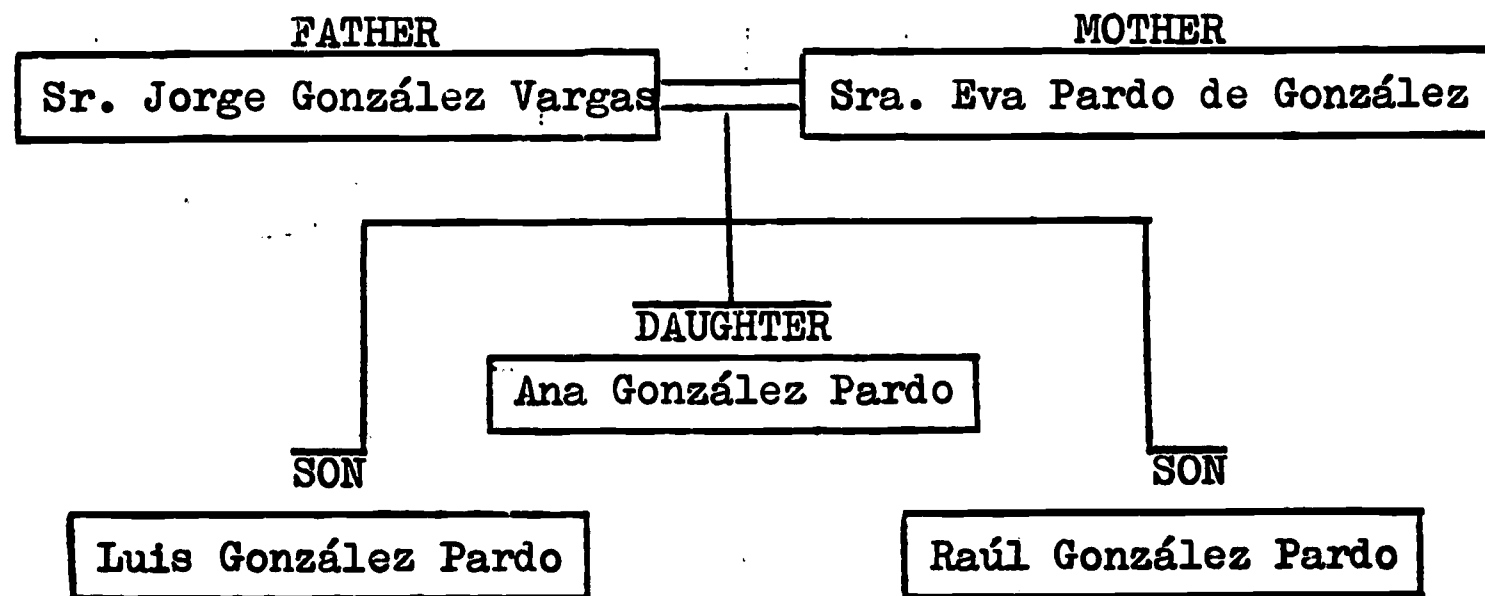 FATHER
Sr. Jorge González Vargas
MOTHER
Sra. Eva Pardo de González
DAUGHTER
Ana González Pardo
SON
Luis González Pardo
SON
Raúl González Pardo